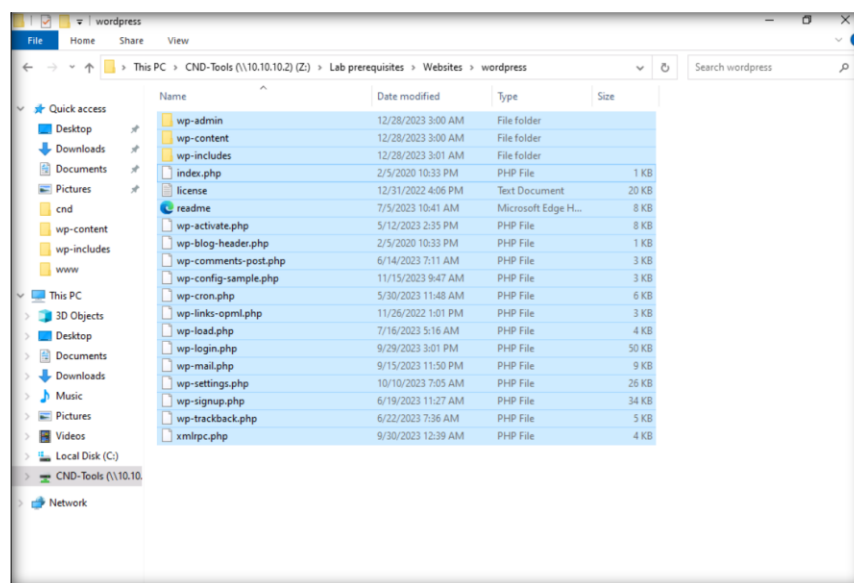 wordpress
File Home Share View
This PC > CND-Tools (\\10.10.10.2) (Z:) > Lab prerequisites > Websites > wordpress
Search wordpress
Quick access
Desktop
Downloads
Documents
Pictures
cnd
wp-content
wp-includes
www
This PC
3D Objects
Desktop
Documents
Downloads
Music
Pictures
Videos
Local Disk (C:)
CND-Tools (\\10.10.
Network
Name Date modified Type Size
wp-admin 12/28/2023 3:00 AM File folder
wp-content 12/28/2023 3:00 AM File folder
wp-includes 12/28/2023 3:01 AM File folder
index.php 2/5/2020 10:33 PM PHP File 1 KB
license 12/31/2022 4:06 PM Text Document 20 KB
readme 7/5/2023 10:41 AM Microsoft Edge H... 8 KB
wp-activate.php 5/12/2023 2:35 PM PHP File 8 KB
wp-blog-header.php 2/5/2020 10:33 PM PHP File 1 KB
wp-comments-post.php 6/14/2023 7:11 AM PHP File 3 KB
wp-config-sample.php 11/15/2023 9:47 AM PHP File 3 KB
wp-cron.php 5/30/2023 11:48 AM PHP File 6 KB
wp-links-opml.php 11/26/2022 1:01 PM PHP File 3 KB
wp-load.php 7/16/2023 5:16 AM PHP File 4 KB
wp-login.php 9/29/2023 3:01 PM PHP File 50 KB
wp-mail.php 9/15/2023 11:50 PM PHP File 9 KB
wp-settings.php 10/10/2023 7:05 AM PHP File 26 KB
wp-signup.php 6/19/2023 11:27 AM PHP File 34 KB
wp-trackback.php 6/22/2023 7:36 AM PHP File 5 KB
xmlrpc.php 9/30/2023 12:39 AM PHP File 4 KB